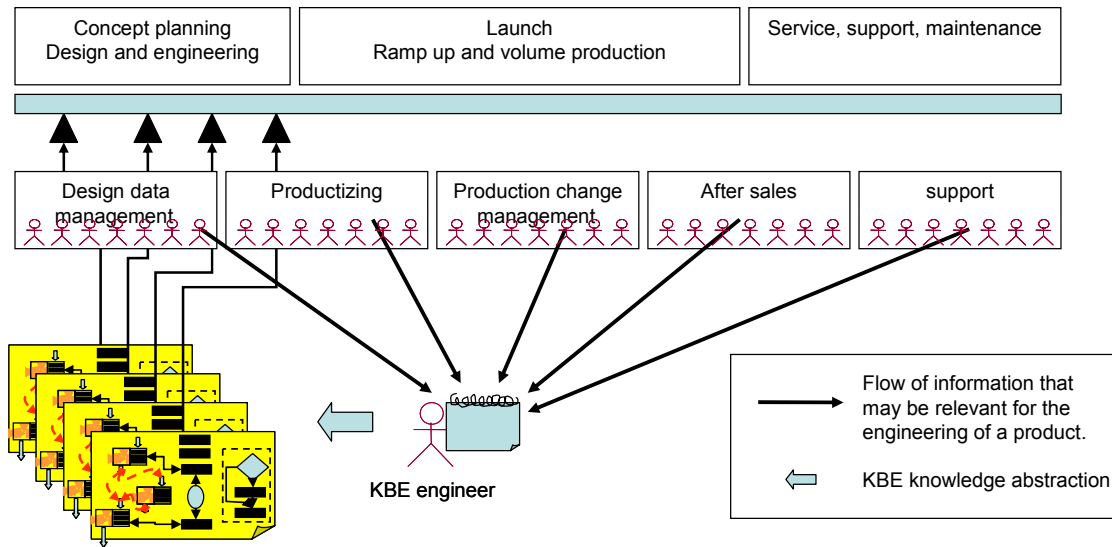 Concept planning
Design and engineering
Launch
Ramp up and volume production
Service, support, maintenance
Design data
management
Productizing
Production change
management
After sales
support
KBE engineer
Flow of information that
may be relevant for the
engineering of a product.
KBE knowledge abstraction